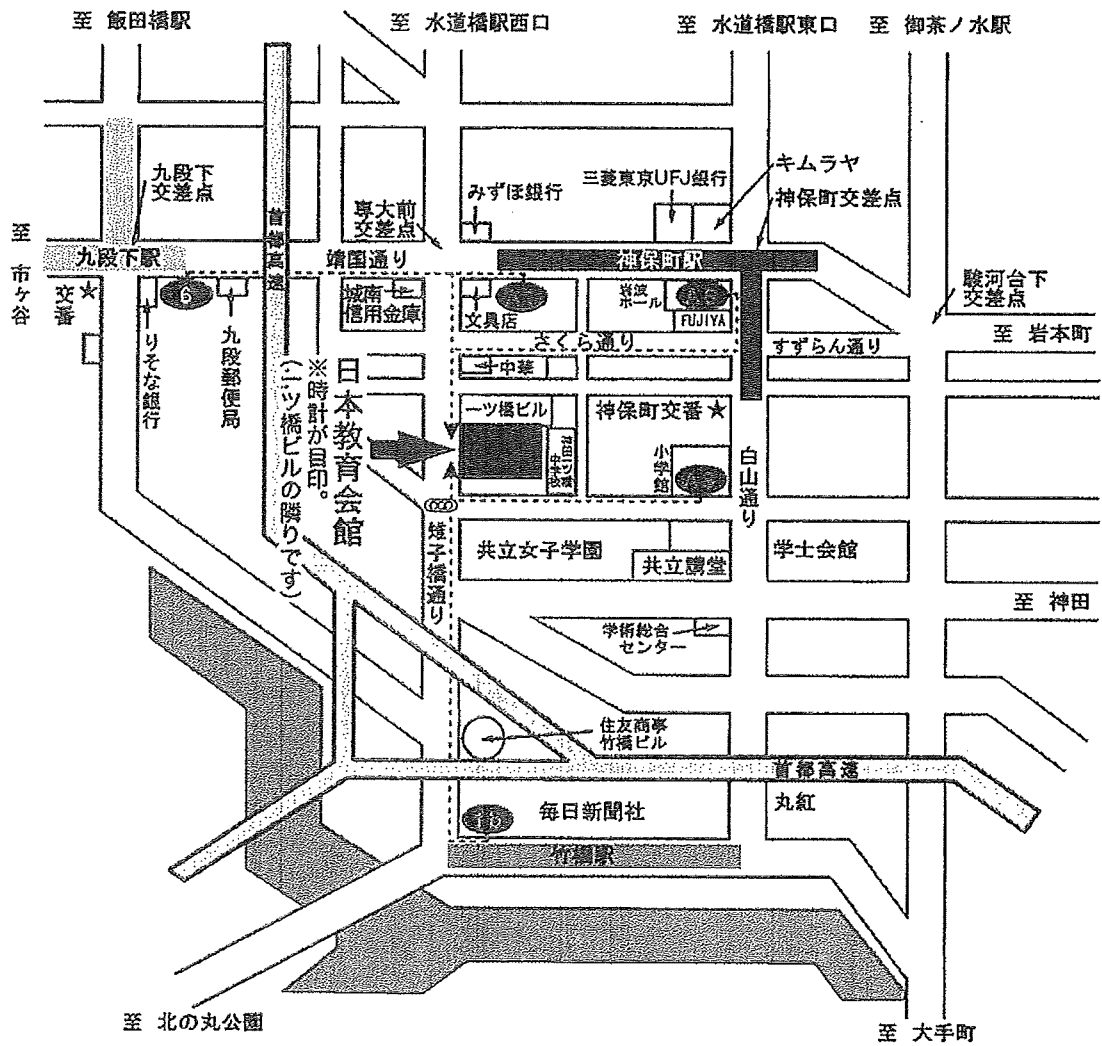 至 飯田橋駅
至 水道橋駅西口
至 水道橋駅東口
至 御茶ノ水駅
九段下
交差点
専大前
交差点
みずほ銀行
三菱東京UFJ銀行
キムラヤ
神保町交差点
至 市ヶ谷
九段下駅
首都高速
靖国通り
神保町駅
交番★
6
城南
信用金庫
文具店
岩波
ホール
FUJIYA
駿河台下
交差点
至 岩本町
りそな銀行
九段郵便局
さくら通り
すずらん通り
中華
日本教育会館
※時計が目印。
(一ツ橋ビルの隣りです)
一ツ橋ビル
神保町交番★
小学館
白山通り
雉子橋通り
共立女子学園
共立講堂
学士会館
至 神田
学術総合
センター
住友商事
竹橋ビル
首都高速
丸紅
1b
毎日新聞社
竹橋駅
至 北の丸公園
至 大手町